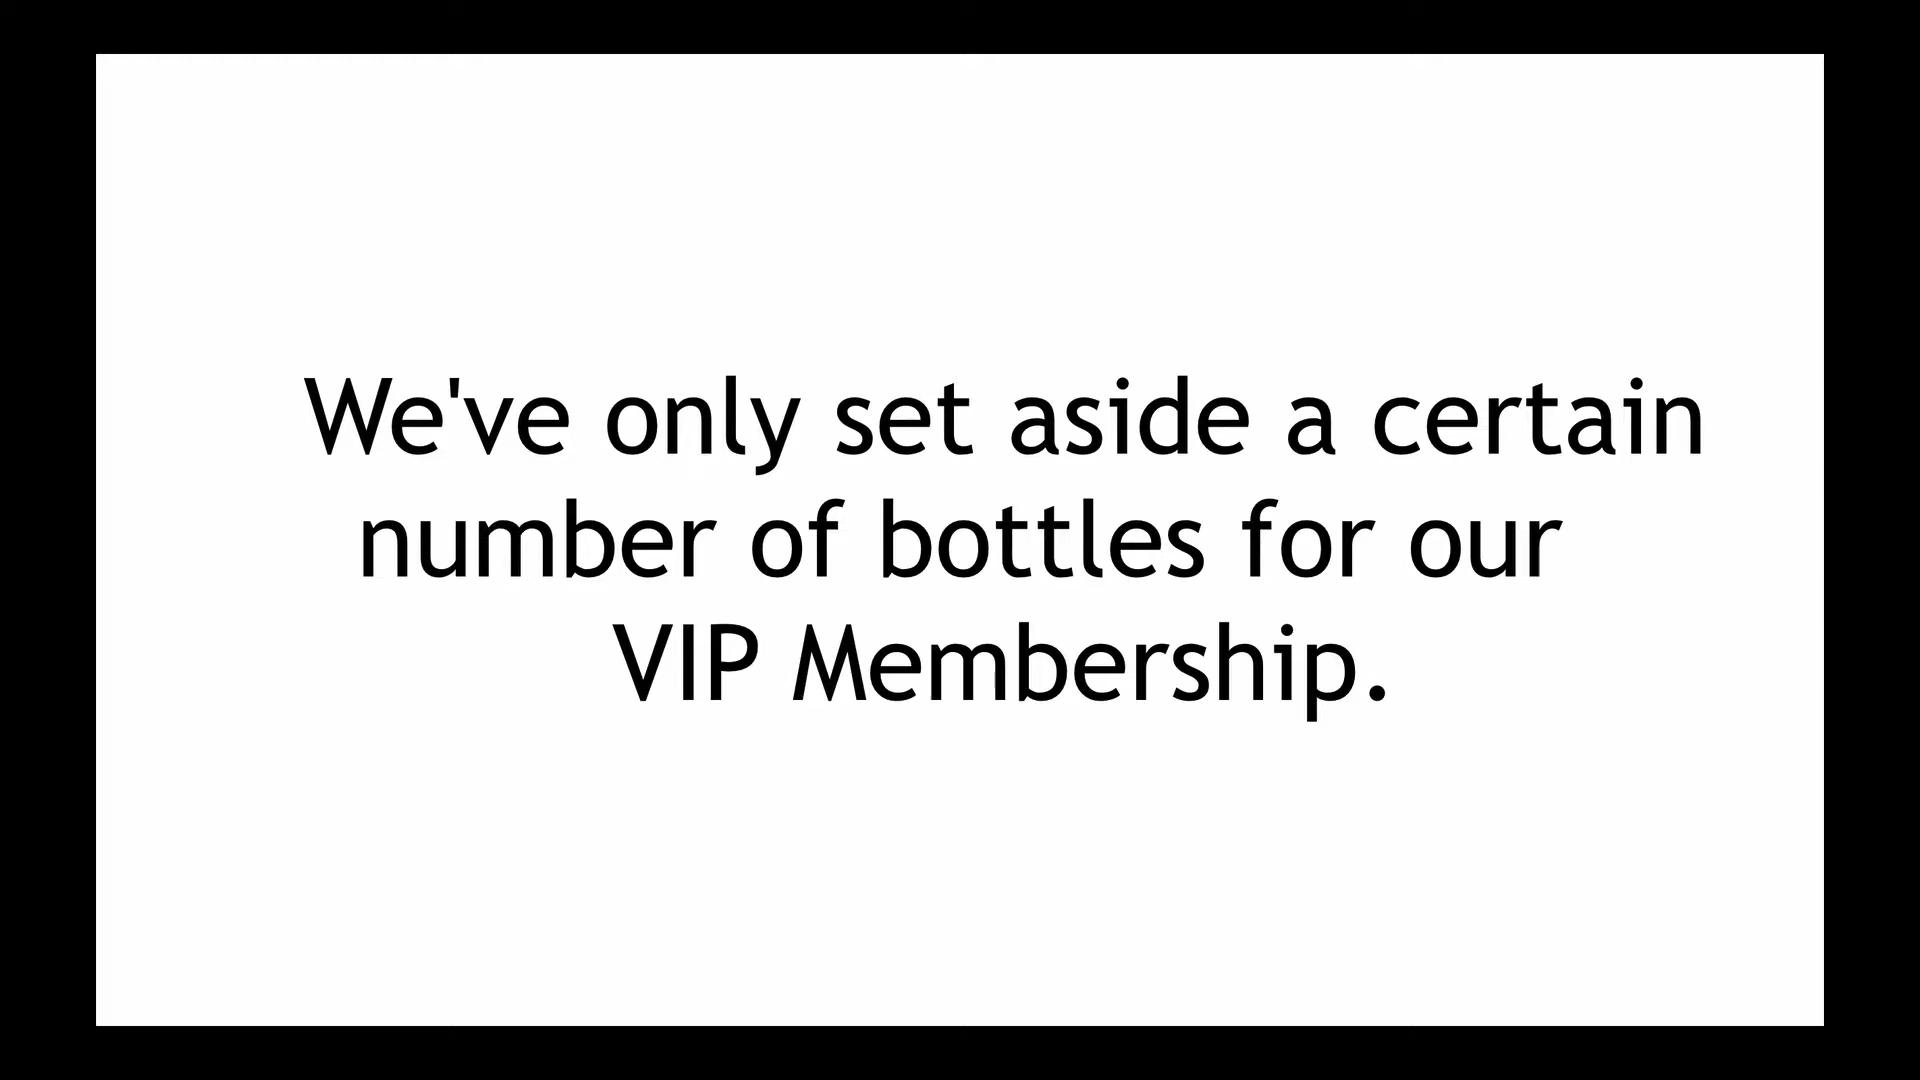 We've only set aside a certain
number of bottles for our
VIP Membership.